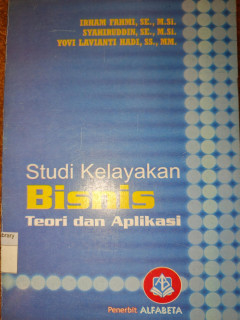 IRHAM FAHMI, SE., M.Si.
SYAHIRUDDIN, SE., M.Si.
YOVI LAVIANTI HADI, SS., MM.
Studi Kelayakan
Bisnis
Teori dan Aplikasi
Penerbit ALFABETA